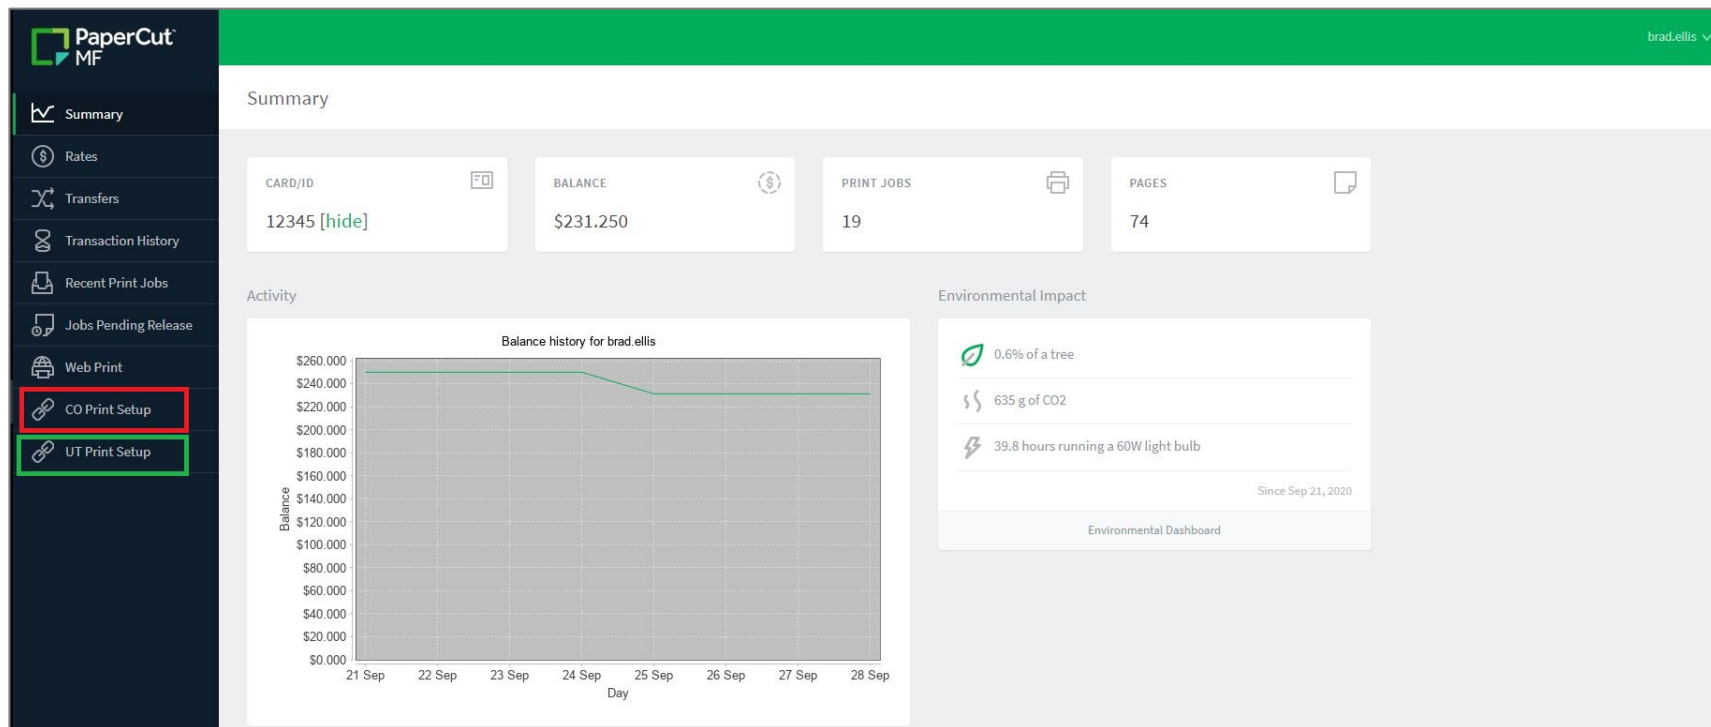 PaperCut
MF
brad.ellis
Summary
Summary
Rates
Transfers
Transaction History
Recent Print Jobs
Jobs Pending Release
Web Print
CO Print Setup
UT Print Setup
CARD/ID
12345 [hide]
BALANCE
$231.250
PRINT JOBS
19
PAGES
74
Activity
Balance history for brad.ellis
$260.000
$240.000
$220.000
$200.000
$180.000
$160.000
$140.000
$120.000
$100.000
$80.000
$60.000
$40.000
$20.000
$0.000
Balance
21 Sep 22 Sep 23 Sep 24 Sep 25 Sep 26 Sep 27 Sep 28 Sep
Day
Environmental Impact
0.6% of a tree
635 g of CO2
39.8 hours running a 60W light bulb
Since Sep 21, 2020
Environmental Dashboard